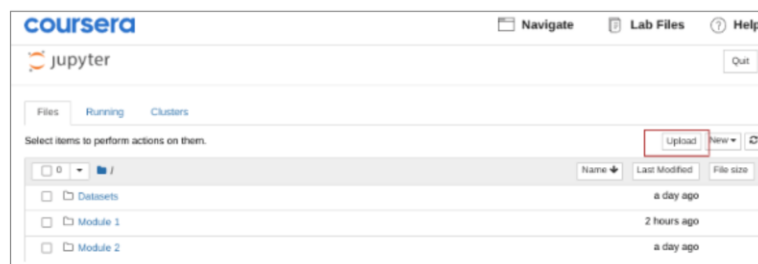 coursera Navigate Lab Files Help
jupyter Quit
Files Running Clusters
Select items to perform actions on them. Upload New
0 / Name Last Modified File size
Datasets a day ago
Module 1 2 hours ago
Module 2 a day ago